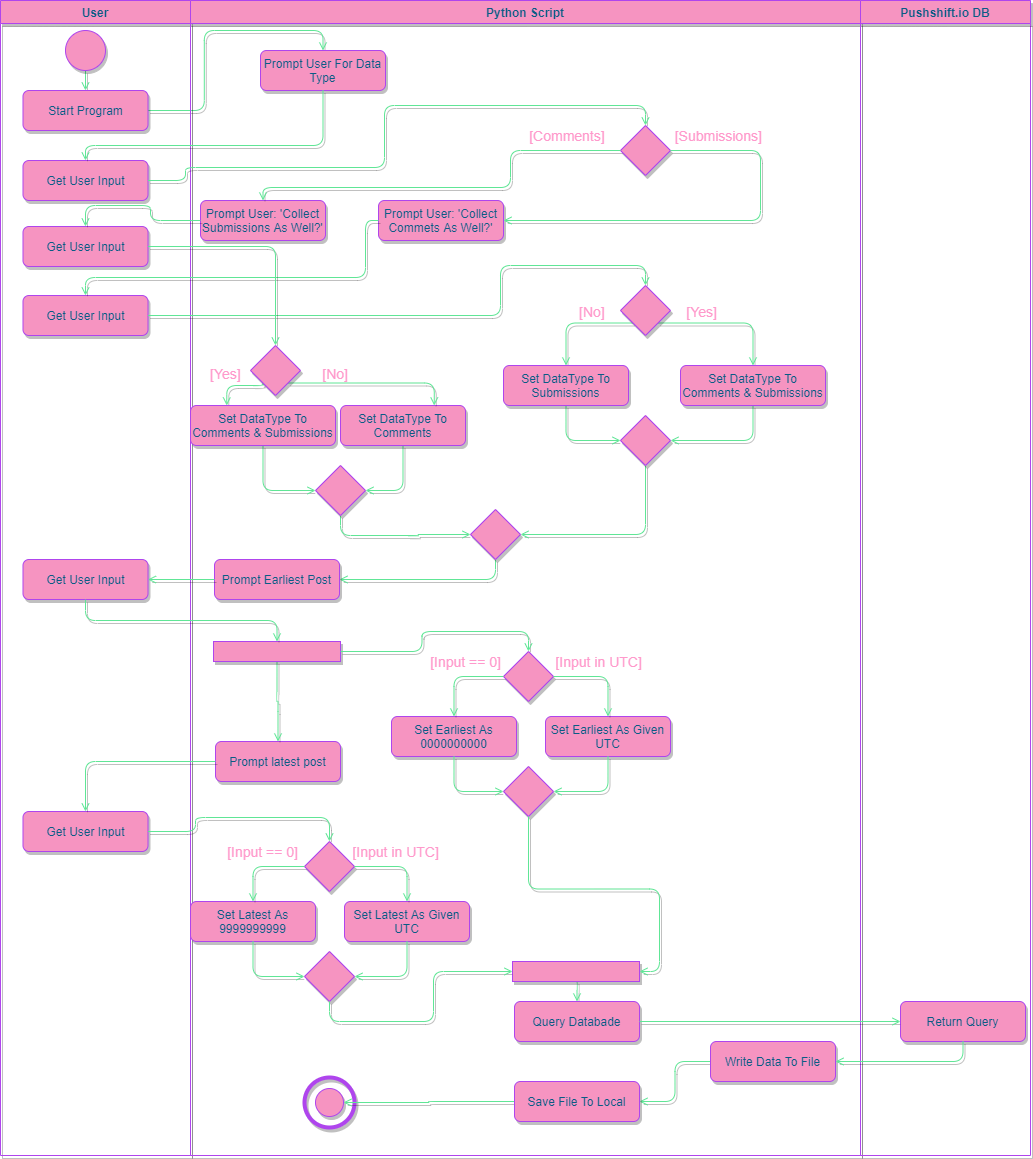 User
Python Script
Pushshift.io DB
Prompt User For Data
Type
Start Program
[Comments]
[Submissions]
Get User Input
Prompt User: 'Collect
Submissions As Well?'
Prompt User: 'Collect
Commets As Well?'
Get User Input
Get User Input
[No]
[Yes]
[Yes]
[No]
Set DataType To
Submissions
Set DataType To
Comments & Submissions
Set DataType To
Comments & Submissions
Set DataType To
Comments
Get User Input
Prompt Earliest Post
[Input == 0]
[Input in UTC]
Set Earliest As
0000000000
Set Earliest As Given
UTC
Prompt latest post
Get User Input
[Input == 0]
[Input in UTC]
Set Latest As
9999999999
Set Latest As Given
UTC
Query Databade
Return Query
Write Data To File
Save File To Local